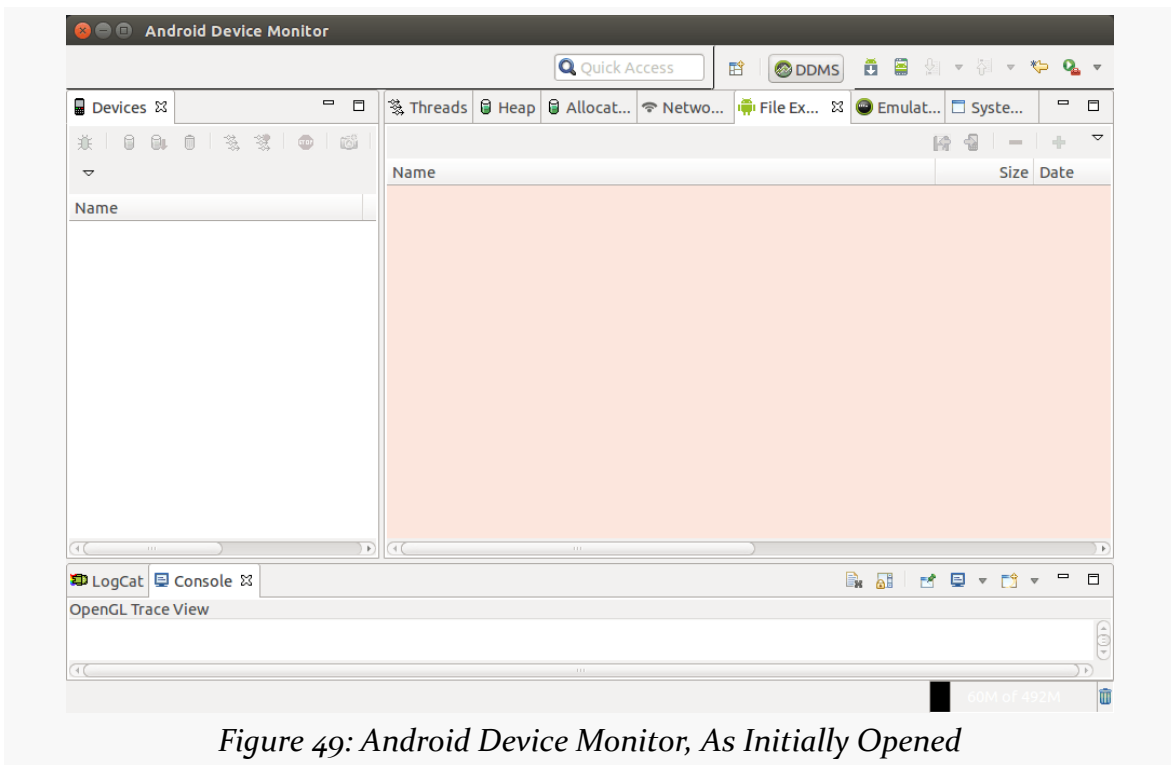 Android Device Monitor
Quick Access DDMS
Devices Threads Heap Allocat... Netwo... File Ex... Emulat... Syste...
Name Size Date
Name
LogCat Console
OpenGL Trace View
60M of 492M
Figure 49: Android Device Monitor, As Initially Opened